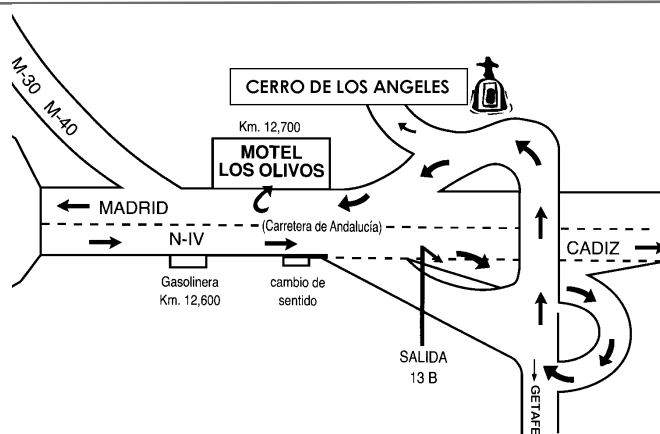 M-30 M-40
CERRO DE LOS ANGELES
Km. 12,700
MOTEL
LOS OLIVOS
MADRID
(Carretera de Andalucía)
N-IV
CADIZ
Gasolinera
Km. 12,600
cambio de
sentido
SALIDA
13 B
GETAFE